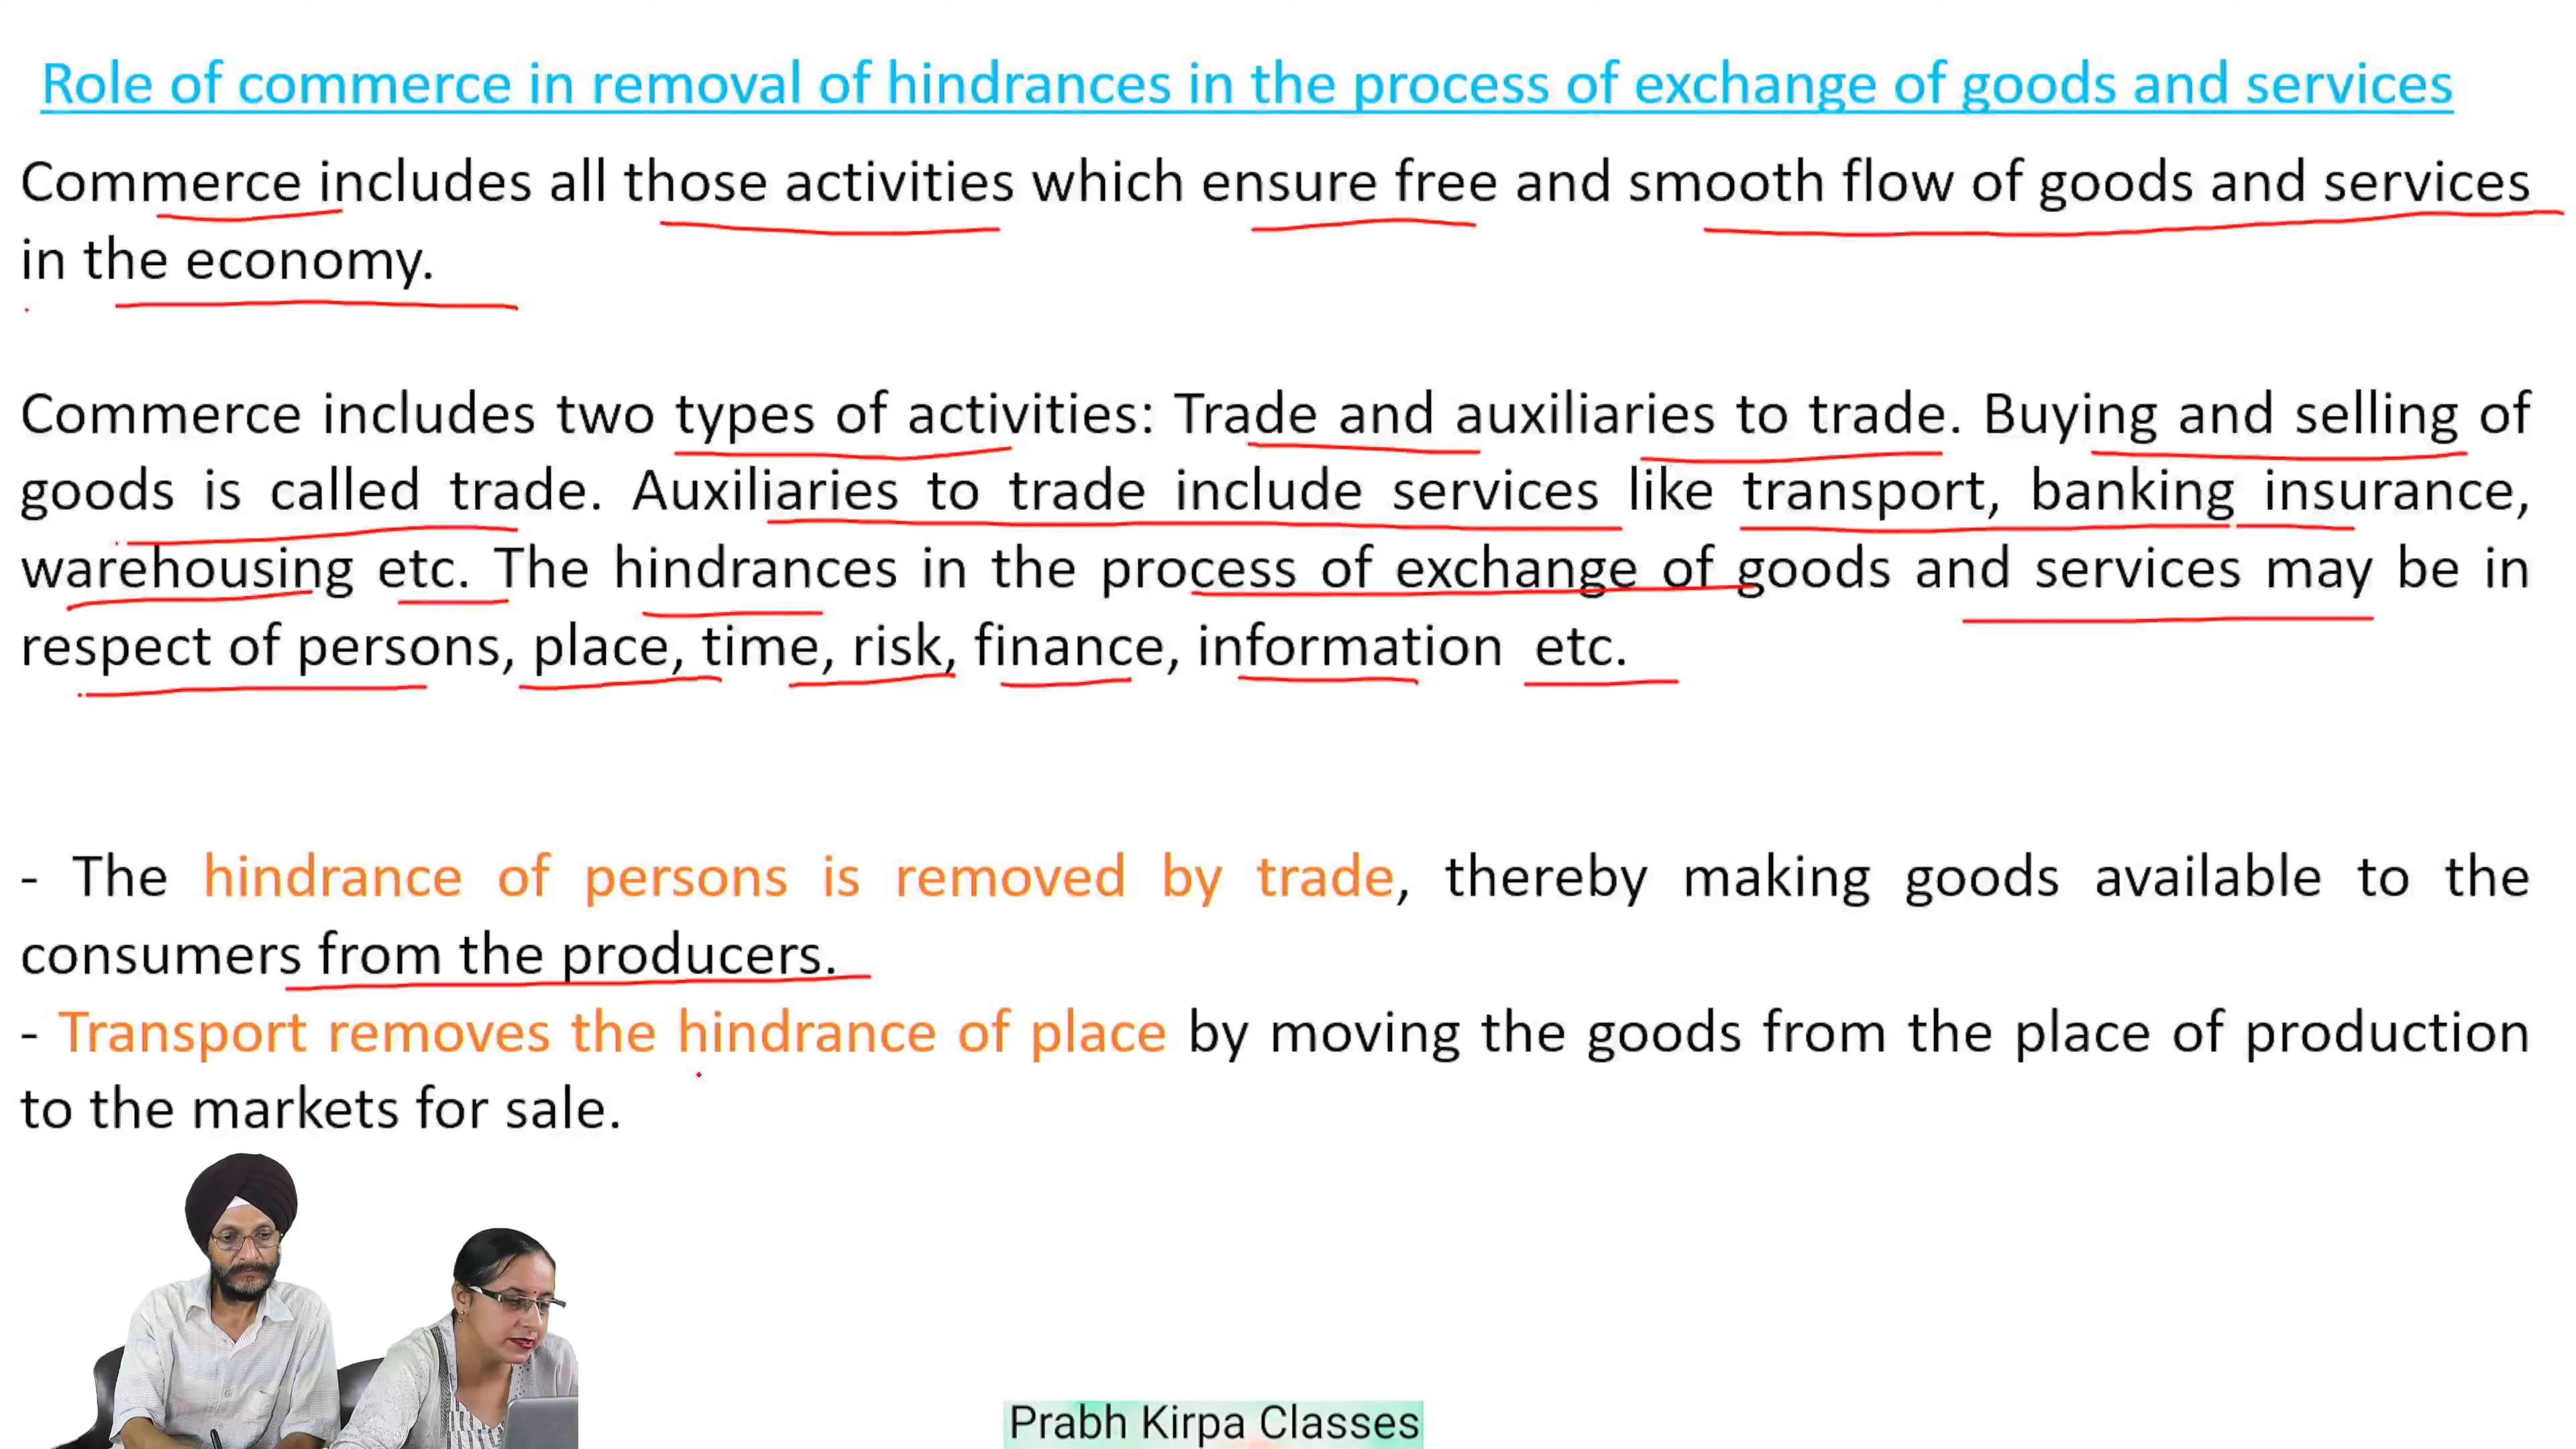 Role of commerce in removal of hindrances in the process of exchange of goods and services
Commerce includes all those activities which ensure free and smooth flow of goods and services
in the economy.
Commerce includes two types of activities: Trade and auxiliaries to trade. Buying and selling of
goods is called trade. Auxiliaries to trade include services like transport, banking insurance,
warehousing etc. The hindrances in the process of exchange of goods and services may be in
respect of persons, place, time, risk, finance, information etc.
- The hindrance of persons is removed by trade, thereby making goods available to the
consumers from the producers.
- Transport removes the hindrance of place by moving the goods from the place of production
to the markets for sale.
Prabh Kirpa Classes